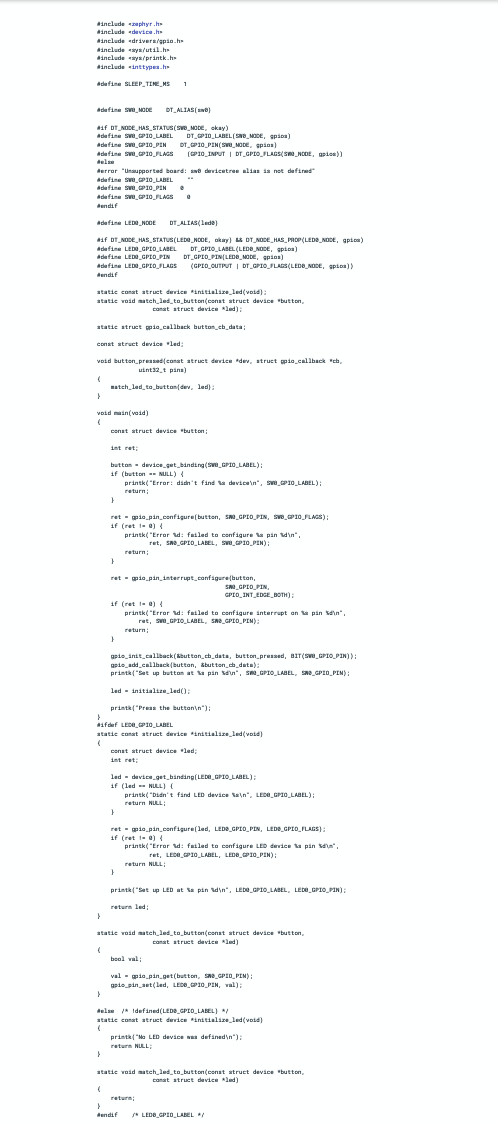 #include <zephyr.h>
#include <device.h>
#include <drivers/gpio.h>
#include <sys/util.h>
#include <sys/printk.h>
#include <inttypes.h>

#define SLEEP_TIME_MS    1


#define SW0_NODE    DT_ALIAS(sw0)

#if DT_NODE_HAS_STATUS(SW0_NODE, okay)
#define SW0_GPIO_LABEL    DT_GPIO_LABEL(SW0_NODE, gpios)
#define SW0_GPIO_PIN    DT_GPIO_PIN(SW0_NODE, gpios)
#define SW0_GPIO_FLAGS    (GPIO_INPUT | DT_GPIO_FLAGS(SW0_NODE, gpios))
#else
#error "Unsupported board: sw0 devicetree alias is not defined"
#define SW0_GPIO_LABEL    ""
#define SW0_GPIO_PIN    0
#define SW0_GPIO_FLAGS    0
#endif

#define LED0_NODE    DT_ALIAS(led0)

#if DT_NODE_HAS_STATUS(LED0_NODE, okay) && DT_NODE_HAS_PROP(LED0_NODE, gpios)
#define LED0_GPIO_LABEL    DT_GPIO_LABEL(LED0_NODE, gpios)
#define LED0_GPIO_PIN    DT_GPIO_PIN(LED0_NODE, gpios)
#define LED0_GPIO_FLAGS    (GPIO_OUTPUT | DT_GPIO_FLAGS(LED0_NODE, gpios))
#endif

static const struct device *initialize_led(void);
static void match_led_to_button(const struct device *button,
                const struct device *led);

static struct gpio_callback button_cb_data;

const struct device *led;

void button_pressed(const struct device *dev, struct gpio_callback *cb,
            uint32_t pins)
{
    match_led_to_button(dev, led);
}

void main(void)
{
    const struct device *button;

    int ret;

    button = device_get_binding(SW0_GPIO_LABEL);
    if (button == NULL) {
        printk("Error: didn't find %s device\n", SW0_GPIO_LABEL);
        return;
    }

    ret = gpio_pin_configure(button, SW0_GPIO_PIN, SW0_GPIO_FLAGS);
    if (ret != 0) {
        printk("Error %d: failed to configure %s pin %d\n",
               ret, SW0_GPIO_LABEL, SW0_GPIO_PIN);
        return;
    }

    ret = gpio_pin_interrupt_configure(button,
                                     SW0_GPIO_PIN,
                                     GPIO_INT_EDGE_BOTH);
    if (ret != 0) {
        printk("Error %d: failed to configure interrupt on %s pin %d\n",
            ret, SW0_GPIO_LABEL, SW0_GPIO_PIN);
        return;
    }

    gpio_init_callback(&button_cb_data, button_pressed, BIT(SW0_GPIO_PIN));
    gpio_add_callback(button, &button_cb_data);
    printk("Set up button at %s pin %d\n", SW0_GPIO_LABEL, SW0_GPIO_PIN);

    led = initialize_led();

    printk("Press the button\n");
}
#ifdef LED0_GPIO_LABEL
static const struct device *initialize_led(void)
{
    const struct device *led;
    int ret;

    led = device_get_binding(LED0_GPIO_LABEL);
    if (led == NULL) {
        printk("Didn't find LED device %s\n", LED0_GPIO_LABEL);
        return NULL;
    }

    ret = gpio_pin_configure(led, LED0_GPIO_PIN, LED0_GPIO_FLAGS);
    if (ret != 0) {
        printk("Error %d: failed to configure LED device %s pin %d\n",
               ret, LED0_GPIO_LABEL, LED0_GPIO_PIN);
        return NULL;
    }

    printk("Set up LED at %s pin %d\n", LED0_GPIO_LABEL, LED0_GPIO_PIN);

    return led;
}

static void match_led_to_button(const struct device *button,
                const struct device *led)
{
    bool val;

    val = gpio_pin_get(button, SW0_GPIO_PIN);
    gpio_pin_set(led, LED0_GPIO_PIN, val);
}

#else  /* !defined(LED0_GPIO_LABEL) */
static const struct device *initialize_led(void)
{
    printk("No LED device was defined\n");
    return NULL;
}

static void match_led_to_button(const struct device *button,
                const struct device *led)
{
    return;
}
#endif    /* LED0_GPIO_LABEL */